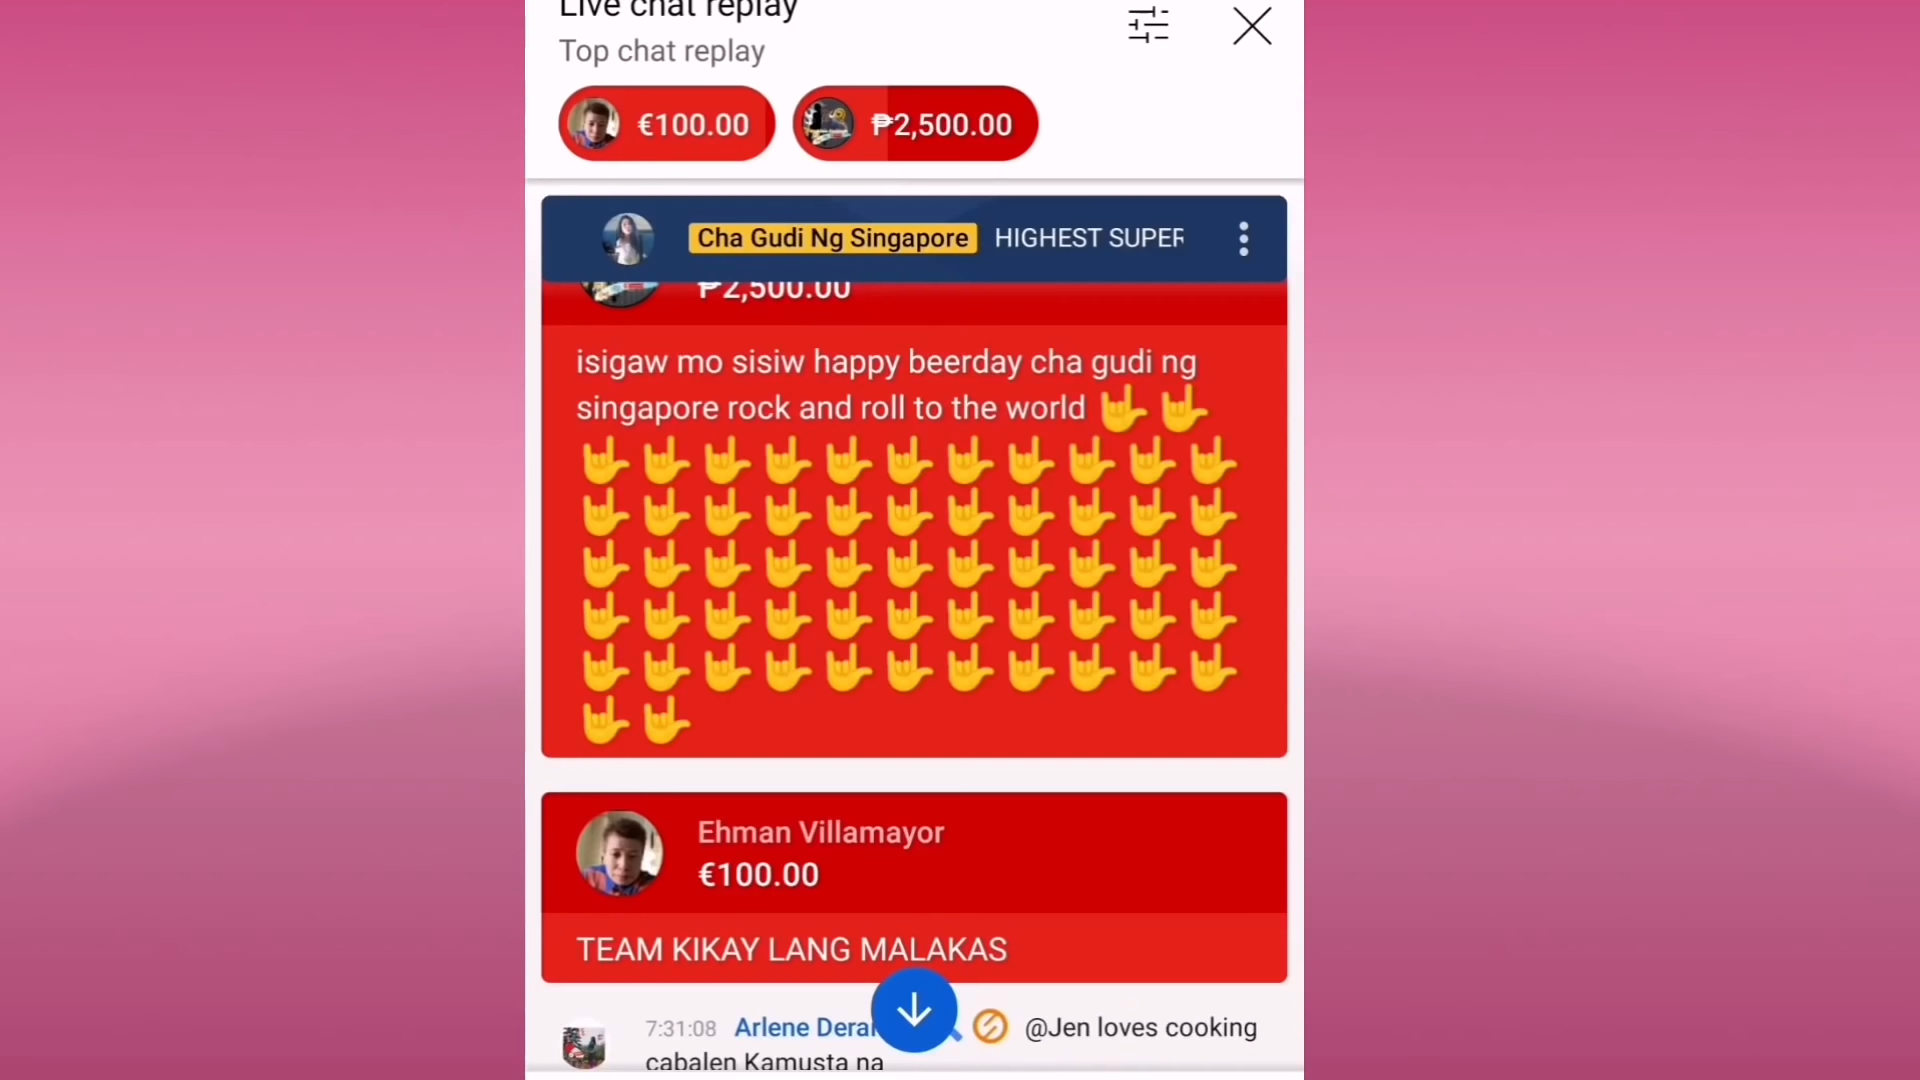 Live chat replay
Top chat replay
€100.00
₱2,500.00
Cha Gudi Ng Singapore HIGHEST SUPER
₱2,500.00
isigaw mo sisiw happy beerday cha gudi ng
singapore rock and roll to the world 🤟 🤟
🤟 🤟 🤟 🤟 🤟 🤟 🤟 🤟 🤟 🤟 🤟
🤟 🤟 🤟 🤟 🤟 🤟 🤟 🤟 🤟 🤟 🤟
🤟 🤟 🤟 🤟 🤟 🤟 🤟 🤟 🤟 🤟 🤟
🤟 🤟 🤟 🤟 🤟 🤟 🤟 🤟 🤟 🤟 🤟
🤟 🤟 🤟 🤟 🤟 🤟 🤟 🤟 🤟 🤟 🤟
🤟 🤟
Ehman Villamayor
€100.00
TEAM KIKAY LANG MALAKAS
7:31:08 Arlene @Jen loves cooking
cabalen Kamusta na